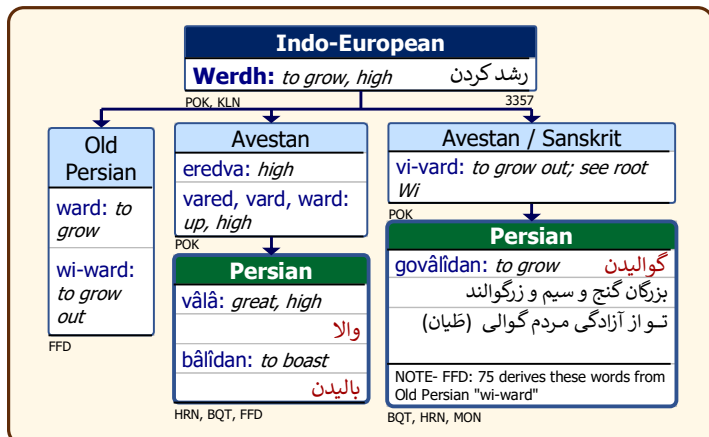 Indo-European
Werdh: to grow, high رشد کردن
POK, KLN 3357
Old
Persian
ward: to
grow
wi-ward:
to grow
out
FFD
Avestan
eredva: high
vared, vard, ward:
up, high
POK
Persian
vâlâ: great, high
والا
bâlîdan: to boast
بالیدن
HRN, BQT, FFD
Avestan / Sanskrit
vi-vard: to grow out; see root
Wi
POK
Persian
govâlîdan: to grow گوالیدن
بزرگان گنج و سیم و زرگوالند
تـو از آزادگی مـردم گوالی (طَیان)
NOTE- FFD: 75 derives these words from
Old Persian "wi-ward"
BQT, HRN, MON